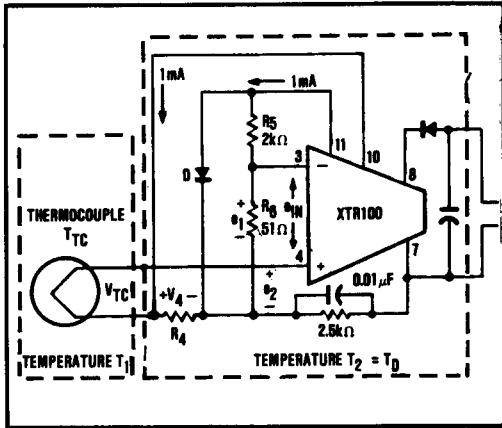 1mA
1mA
R5
2kΩ
11
10
3
−
8
D
+
e1
−
R6
51Ω
eIN
XTR100
THERMOCOUPLE
TTC
4
+
7
0.01μF
VTC
+
e2
−
+V4−
R4
2.5kΩ
TEMPERATURE T1
TEMPERATURE T2 = TD